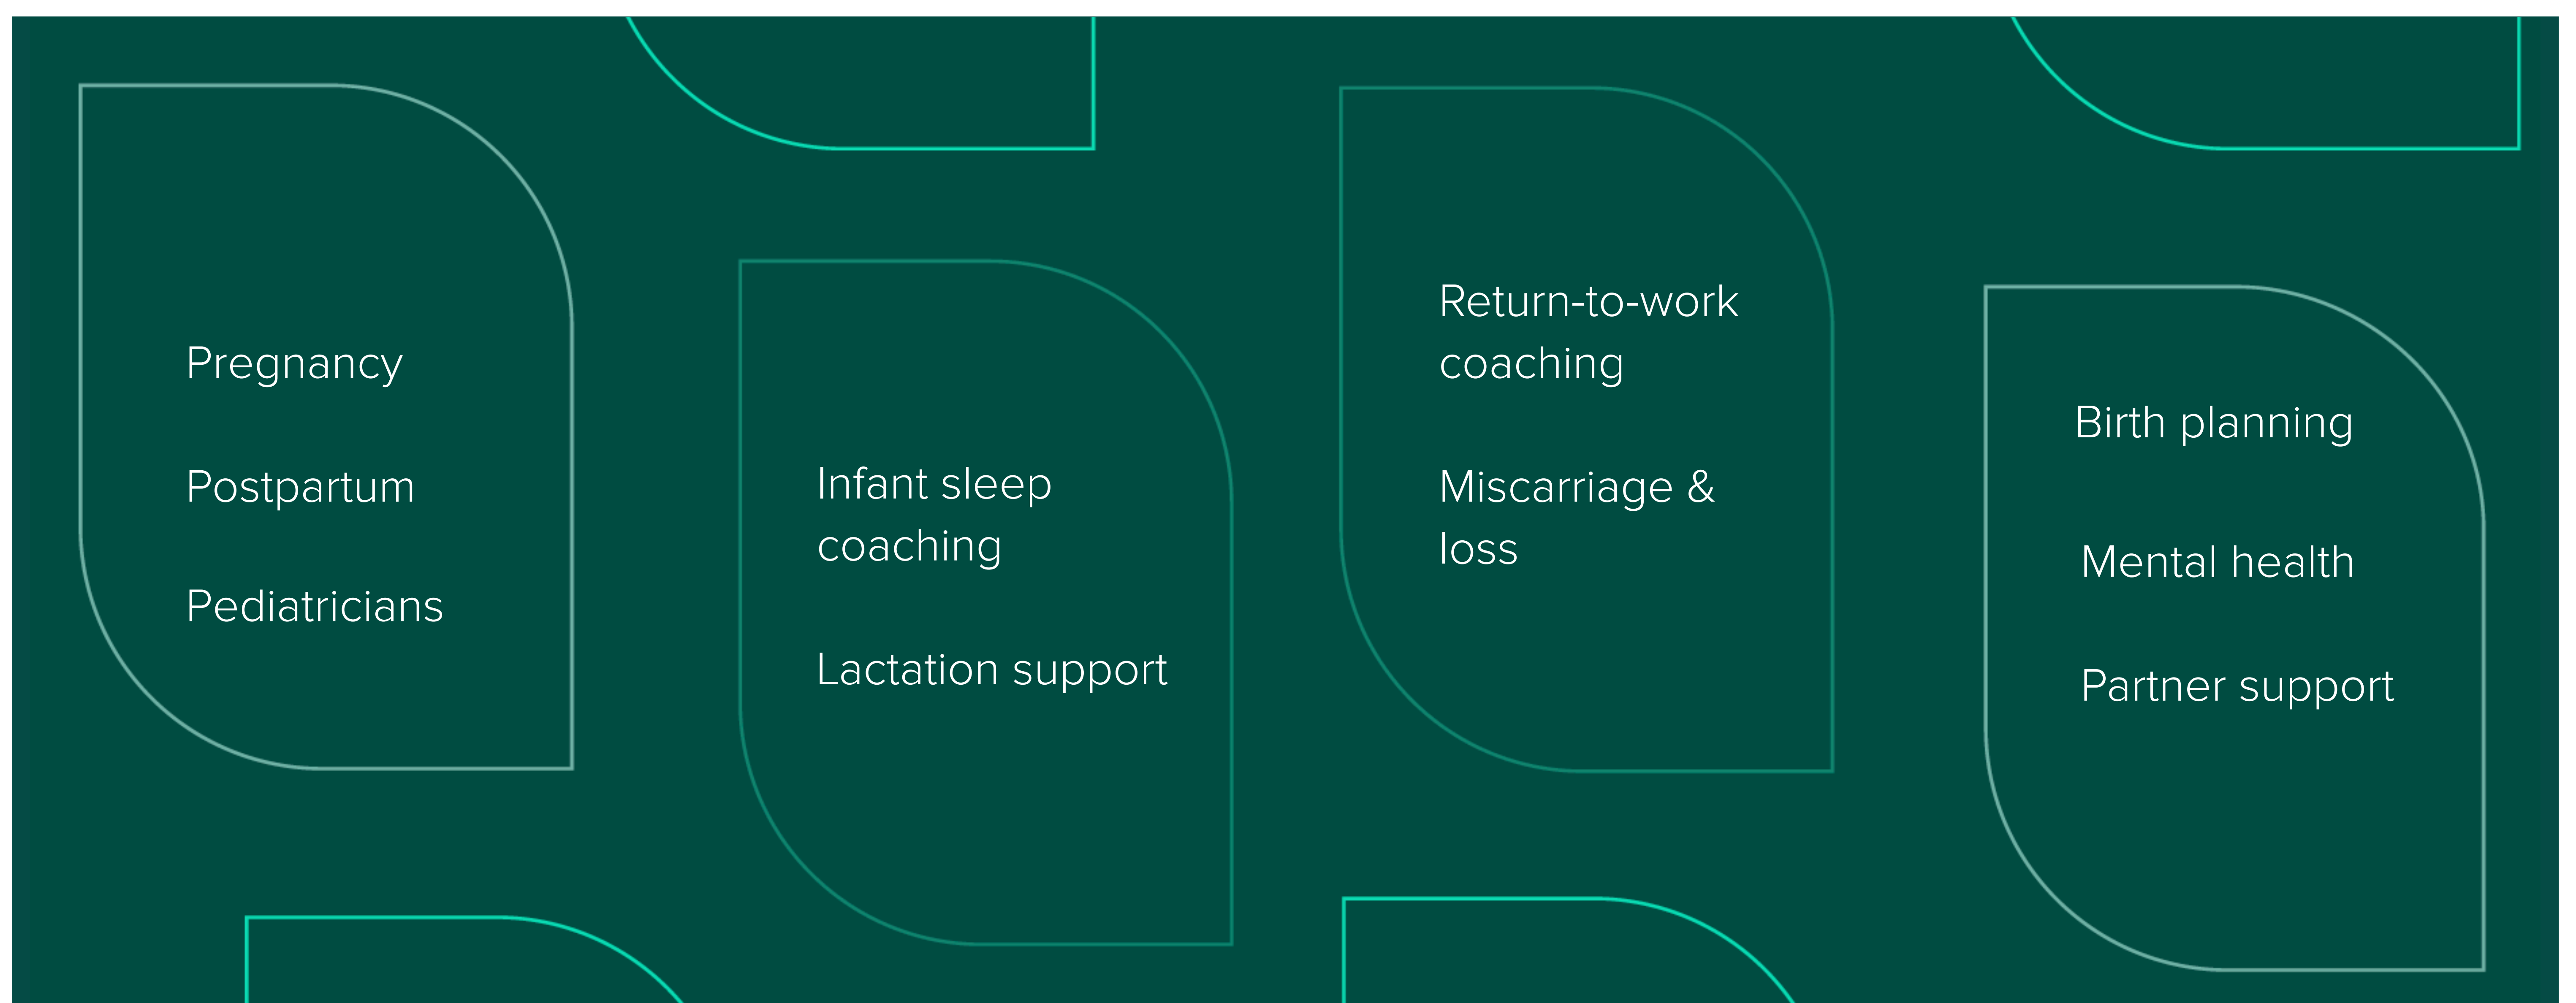 Pregnancy
Postpartum
Pediatricians
Infant sleep
coaching
Lactation support
Return-to-work
coaching
Miscarriage &
loss
Birth planning
Mental health
Partner support